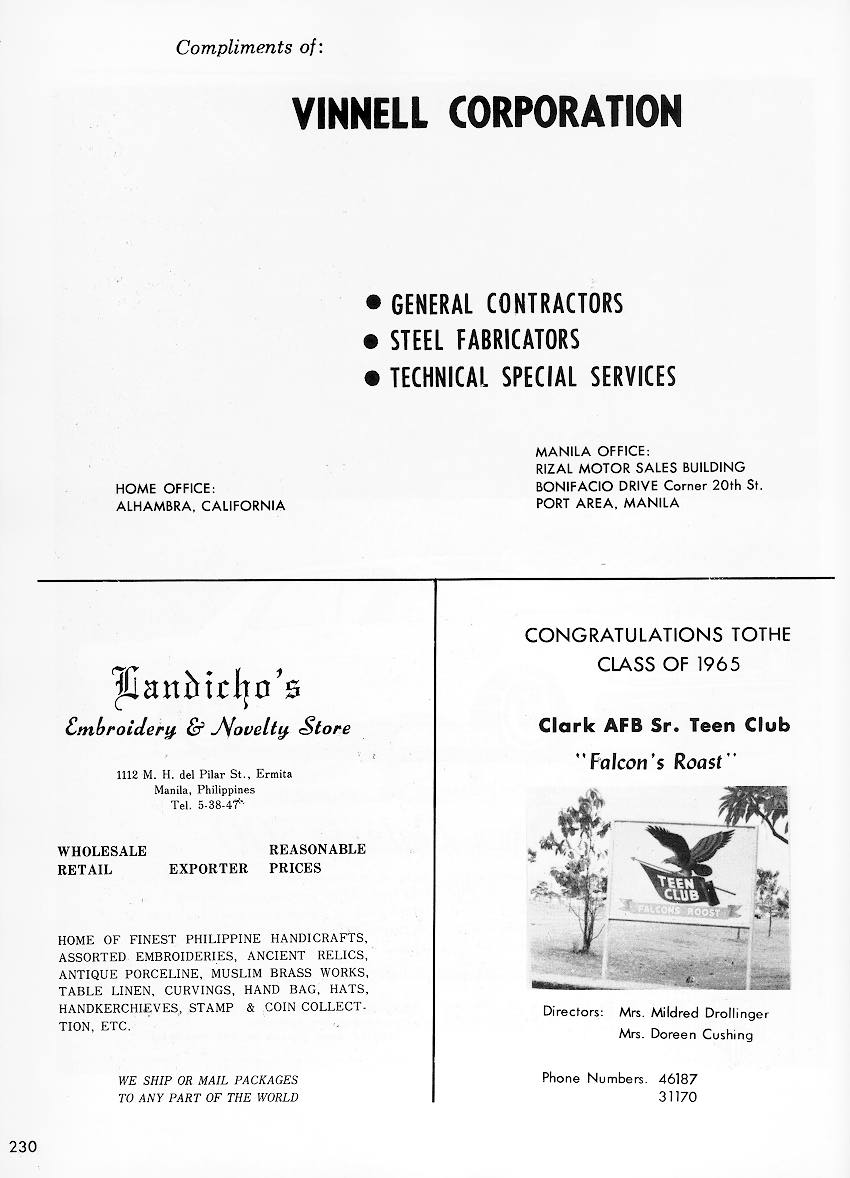 Compliments of:
VINNELL CORPORATION
● GENERAL CONTRACTORS
● STEEL FABRICATORS
● TECHNICAL SPECIAL SERVICES
HOME OFFICE:
ALHAMBRA, CALIFORNIA
MANILA OFFICE:
RIZAL MOTOR SALES BUILDING
BONIFACIO DRIVE Corner 20th St.
PORT AREA, MANILA
Landicho's
Embroidery & Novelty Store
1112 M. H. del Pilar St., Ermita
Manila, Philippines
Tel. 5-38-47
WHOLESALE REASONABLE
RETAIL EXPORTER PRICES
HOME OF FINEST PHILIPPINE HANDICRAFTS,
ASSORTED EMBROIDERIES, ANCIENT RELICS,
ANTIQUE PORCELINE, MUSLIM BRASS WORKS,
TABLE LINEN, CURVINGS, HAND BAG, HATS,
HANDKERCHIEVES, STAMP & COIN COLLECT-
TION, ETC.
WE SHIP OR MAIL PACKAGES
TO ANY PART OF THE WORLD
CONGRATULATIONS TOTHE
CLASS OF 1965
Clark AFB Sr. Teen Club
"Falcon's Roast"
TEEN
CLUB
FALCONS ROOST
Directors: Mrs. Mildred Drollinger
Mrs. Doreen Cushing
Phone Numbers. 46187
31170
230